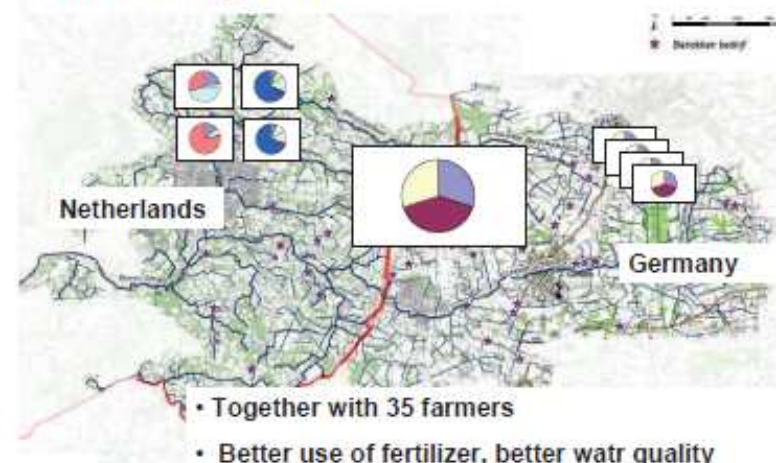 Netherlands
Germany
• Together with 35 farmers
• Better use of fertilizer, better watr quality